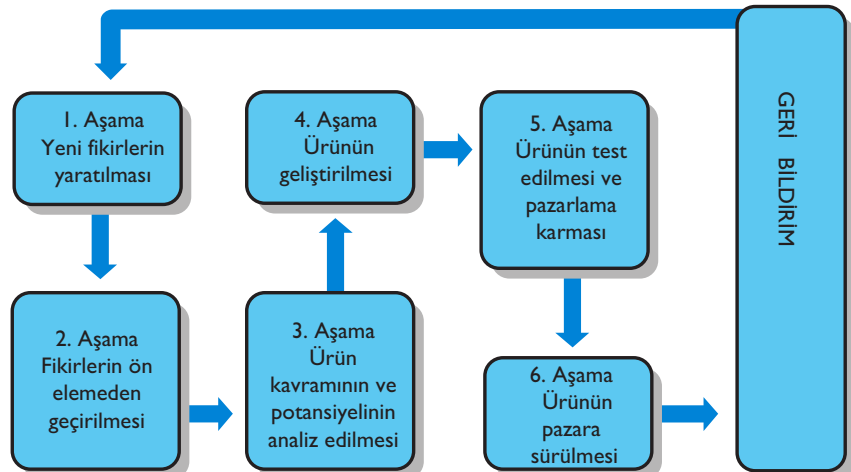 1. Aşama
Yeni fikirlerin
yaratılması
2. Aşama
Fikirlerin ön
elemeden
geçirilmesi
3. Aşama
Ürün
kavramının ve
potansiyelinin
analiz edilmesi
4. Aşama
Ürünün
geliştirilmesi
5. Aşama
Ürünün test
edilmesi ve
pazarlama
karması
6. Aşama
Ürünün
pazara
sürülmesi
GERİ BİLDİRİM